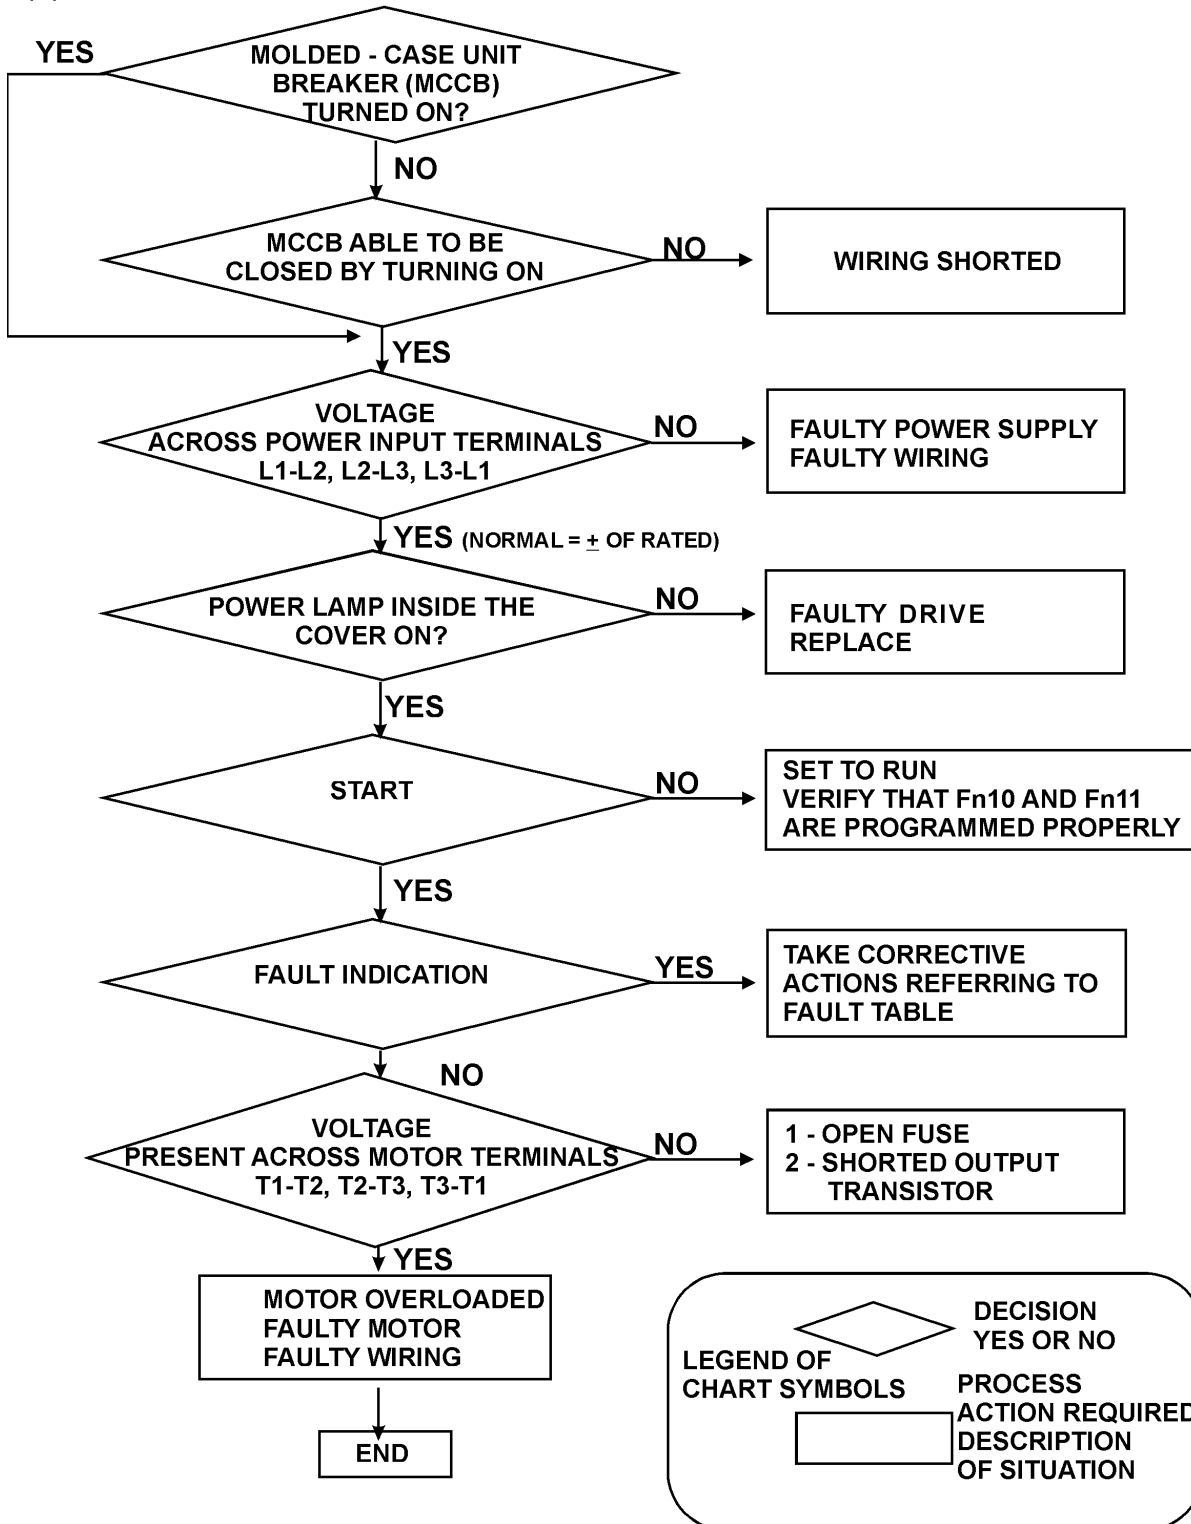 YES
MOLDED - CASE UNIT
BREAKER (MCCB)
TURNED ON?
NO
MCCB ABLE TO BE
CLOSED BY TURNING ON
NO
WIRING SHORTED
YES
VOLTAGE
ACROSS POWER INPUT TERMINALS
L1-L2, L2-L3, L3-L1
NO
FAULTY POWER SUPPLY
FAULTY WIRING
YES (NORMAL = ± OF RATED)
POWER LAMP INSIDE THE
COVER ON?
NO
FAULTY DRIVE
REPLACE
YES
START
NO
SET TO RUN
VERIFY THAT Fn10 AND Fn11
ARE PROGRAMMED PROPERLY
YES
FAULT INDICATION
YES
TAKE CORRECTIVE
ACTIONS REFERRING TO
FAULT TABLE
NO
VOLTAGE
PRESENT ACROSS MOTOR TERMINALS
T1-T2, T2-T3, T3-T1
NO
1 - OPEN FUSE
2 - SHORTED OUTPUT
TRANSISTOR
YES
MOTOR OVERLOADED
FAULTY MOTOR
FAULTY WIRING
END
LEGEND OF
CHART SYMBOLS
DECISION
YES OR NO
PROCESS
ACTION REQUIRED
DESCRIPTION
OF SITUATION